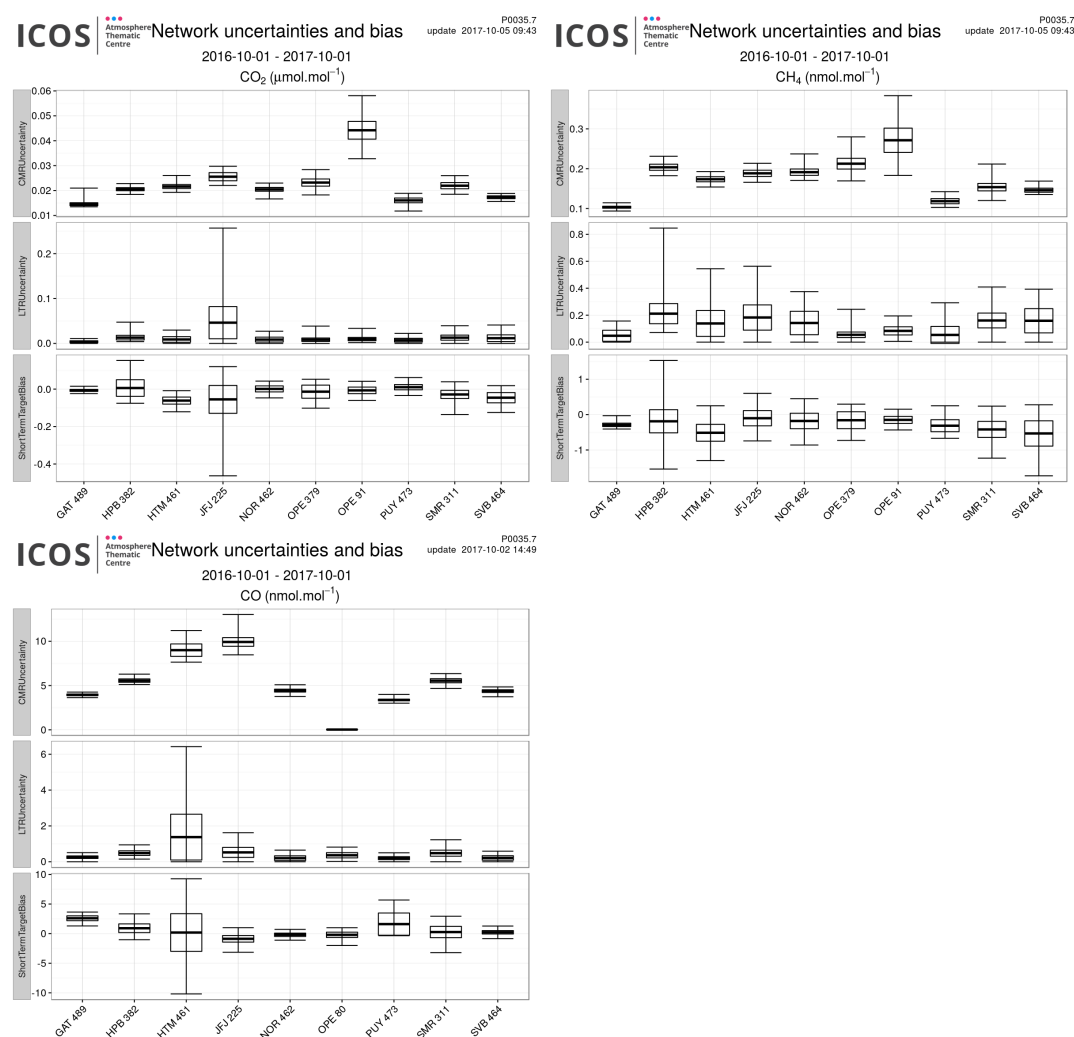 ICOS
Atmosphere
Thematic
Centre
Network uncertainties and bias
P0035.7
update 2017-10-05 09:43
2016-10-01 - 2017-10-01
CO₂ (μmol.mol⁻¹)
CMRUncertainty
0.06
0.05
0.04
0.03
0.02
0.01
LTRUncertainty
0.2
0.1
0.0
ShortTermTargetBias
0.0
-0.2
-0.4
GAT 489
HPB 382
HTM 461
JFJ 225
NOR 462
OPE 379
OPE 91
PUY 473
SMR 311
SVB 464
ICOS
Atmosphere
Thematic
Centre
Network uncertainties and bias
P0035.7
update 2017-10-05 09:43
2016-10-01 - 2017-10-01
CH₄ (nmol.mol⁻¹)
CMRUncertainty
0.3
0.2
0.1
LTRUncertainty
0.8
0.6
0.4
0.2
0.0
ShortTermTargetBias
1
0
-1
GAT 489
HPB 382
HTM 461
JFJ 225
NOR 462
OPE 379
OPE 91
PUY 473
SMR 311
SVB 464
ICOS
Atmosphere
Thematic
Centre
Network uncertainties and bias
P0035.7
update 2017-10-02 14:49
2016-10-01 - 2017-10-01
CO (nmol.mol⁻¹)
CMRUncertainty
10
5
0
LTRUncertainty
6
4
2
0
ShortTermTargetBias
10
5
0
-5
-10
GAT 489
HPB 382
HTM 461
JFJ 225
NOR 462
OPE 80
PUY 473
SMR 311
SVB 464